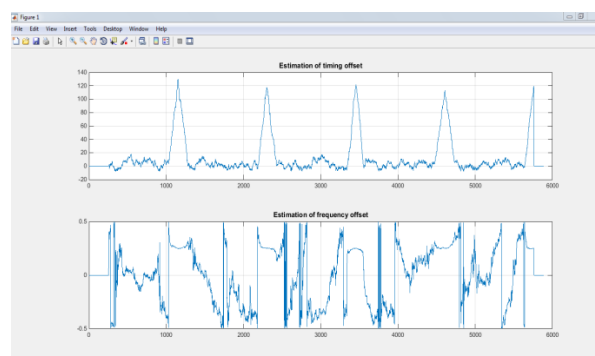 Figure 1
File Edit View Insert Tools Desktop Window Help
Estimation of timing offset
140
120
100
80
60
40
20
0
-20
0 1000 2000 3000 4000 5000 6000
Estimation of frequency offset
0.5
0
-0.5
0 1000 2000 3000 4000 5000 6000